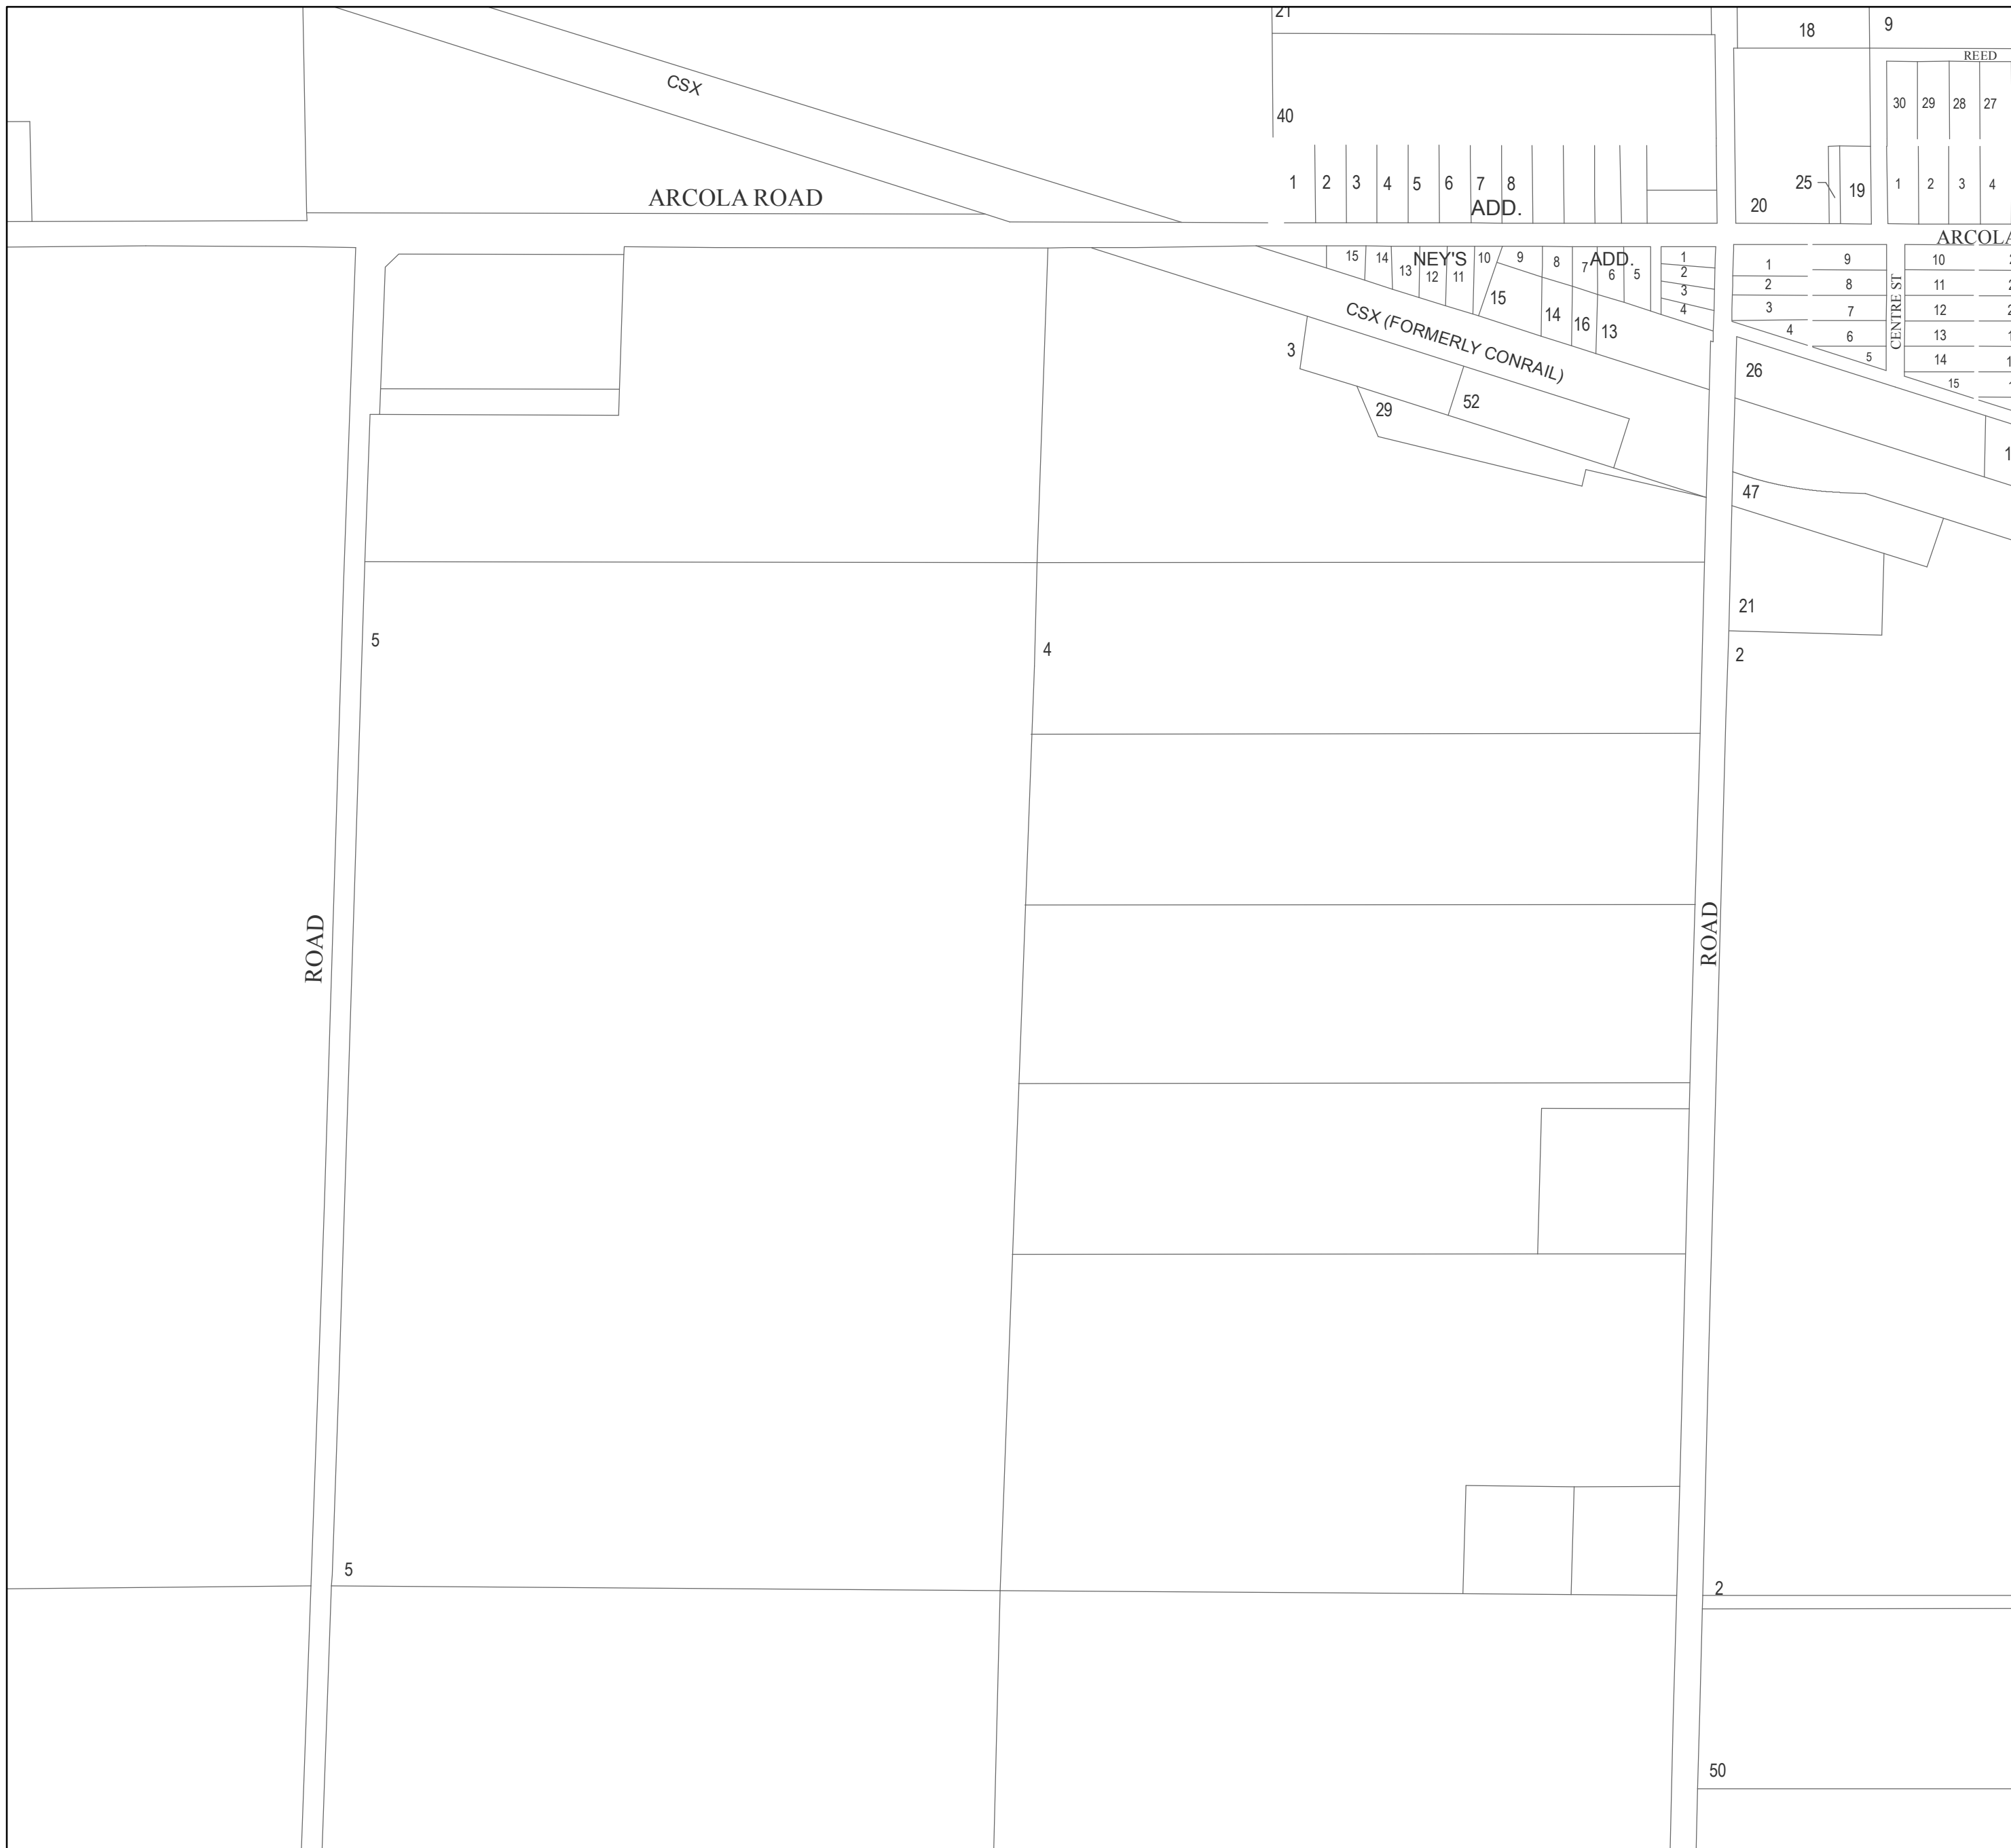 21
18
9
REED
CSX
40
30 29 28 27
ARCOLA ROAD
1 2 3 4 5 6 7 8
ADD.
25
19
20
1 2 3 4
ARCOLA
15 14 13 12 11 10 9 8 7 6 5
NEY'S ADD.
1
2
3
4
15 14 16 13
1
2
3
4
9
8
7
6
5
CENTRE ST
10
11
12
13
14
15
CSX (FORMERLY CONRAIL)
3
29
52
26
47
21
5
4
2
ROAD
ROAD
5
2
50